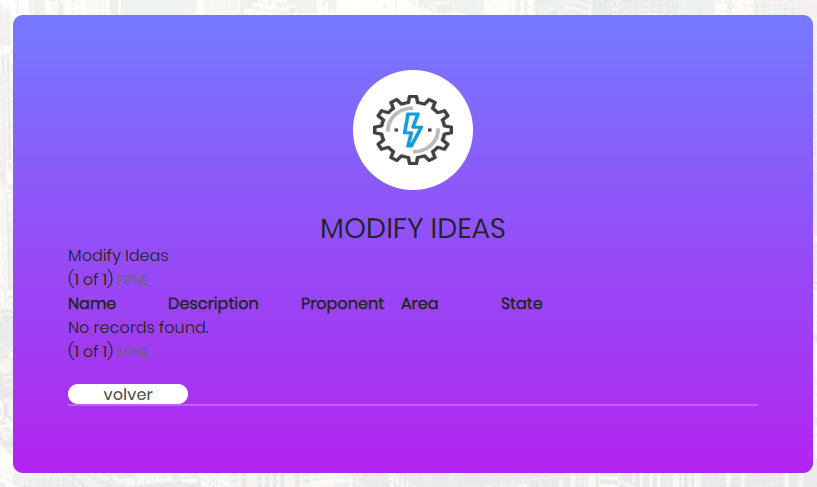 MODIFY IDEAS
Modify Ideas
(1 of 1) FPNE
Name Description Proponent Area State
No records found.
(1 of 1) FPNE
volver